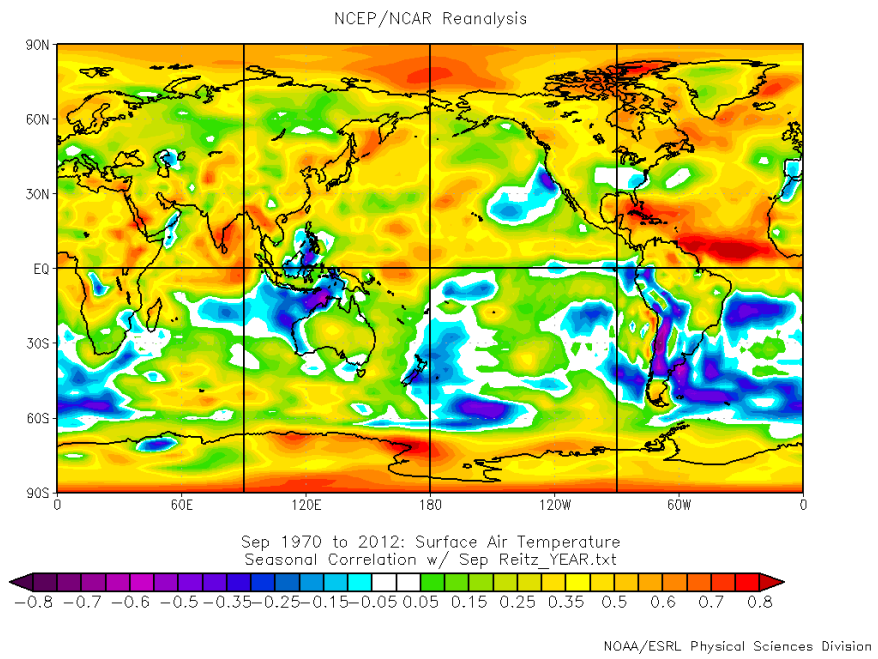 NCEP/NCAR Reanalysis
90N
60N
30N
EQ
30S
60S
90S
0 60E 120E 180 120W 60W 0
Sep 1970 to 2012: Surface Air Temperature
Seasonal Correlation w/ Sep Reitz_YEAR.txt
-0.8 -0.7 -0.6 -0.5 -0.35 -0.25 -0.15 -0.05 0.05 0.15 0.25 0.35 0.5 0.6 0.7 0.8
NOAA/ESRL Physical Sciences Division